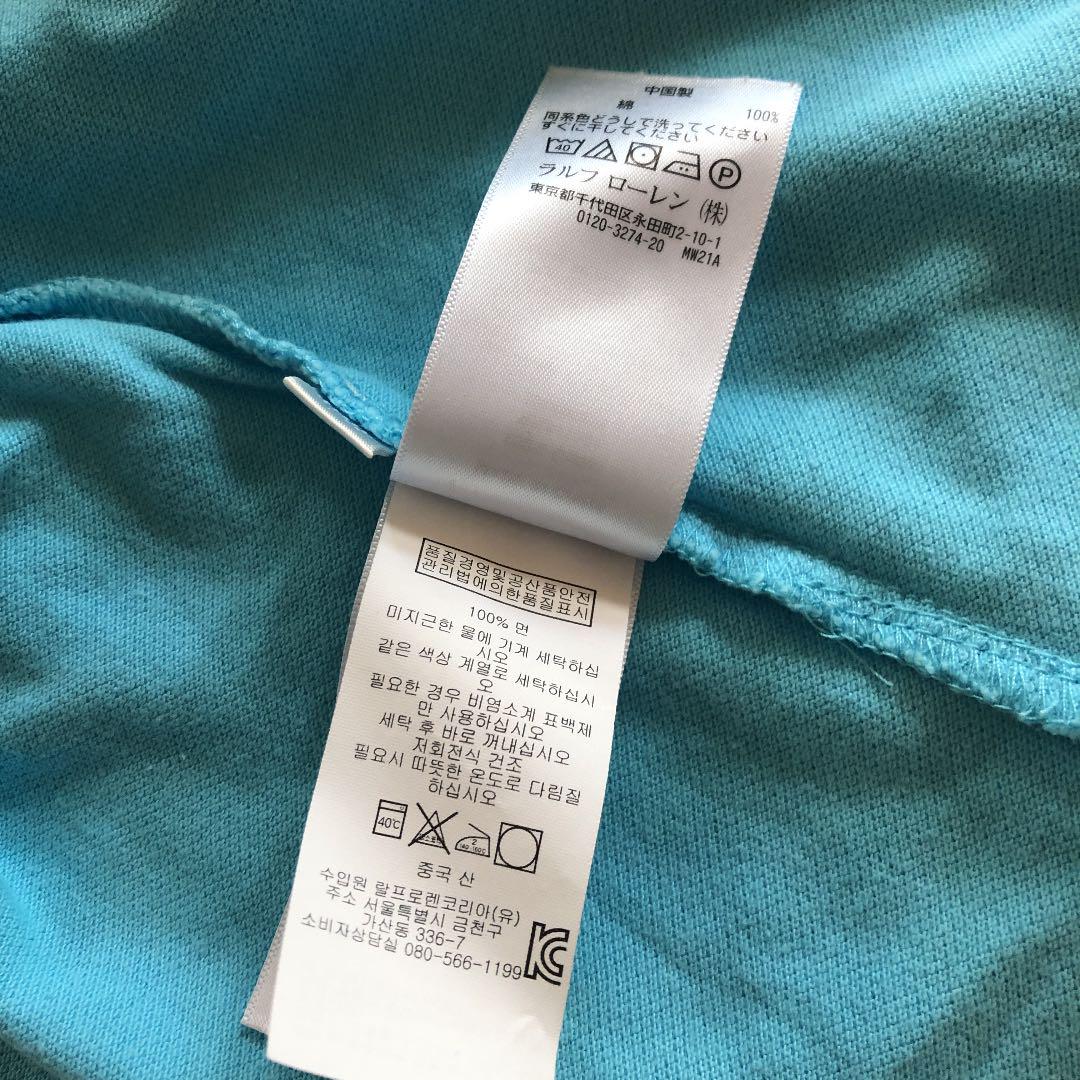 中国製
綿 100%
同系色どうしで洗ってください
すぐに干してください
40
P
ラルフ ローレン (株)
東京都千代田区永田町2-10-1
0120-3274-20 MW21A
품질경영및공산품안전
관리법에의한품질표시
100% 면
미지근한 물에 기계 세탁하십
시오
같은 색상 계열로 세탁하십시
오
필요한 경우 비염소계 표백제
만 사용하십시오
세탁 후 바로 꺼내십시오
저회전식 건조
필요시 따뜻한 온도로 다림질
하십시오
40℃
2
중국 산
수입원 랄프로렌코리아(유)
주소 서울특별시 금천구
가산동 336-7
소비자상담실 080-566-1199